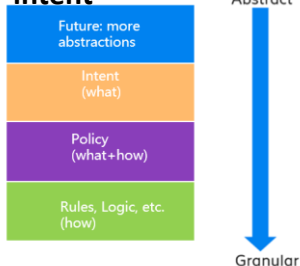 Intent
Abstract
Future: more
abstractions
Intent
(what)
Policy
(what+how)
Rules, Logic, etc.
(how)
Granular